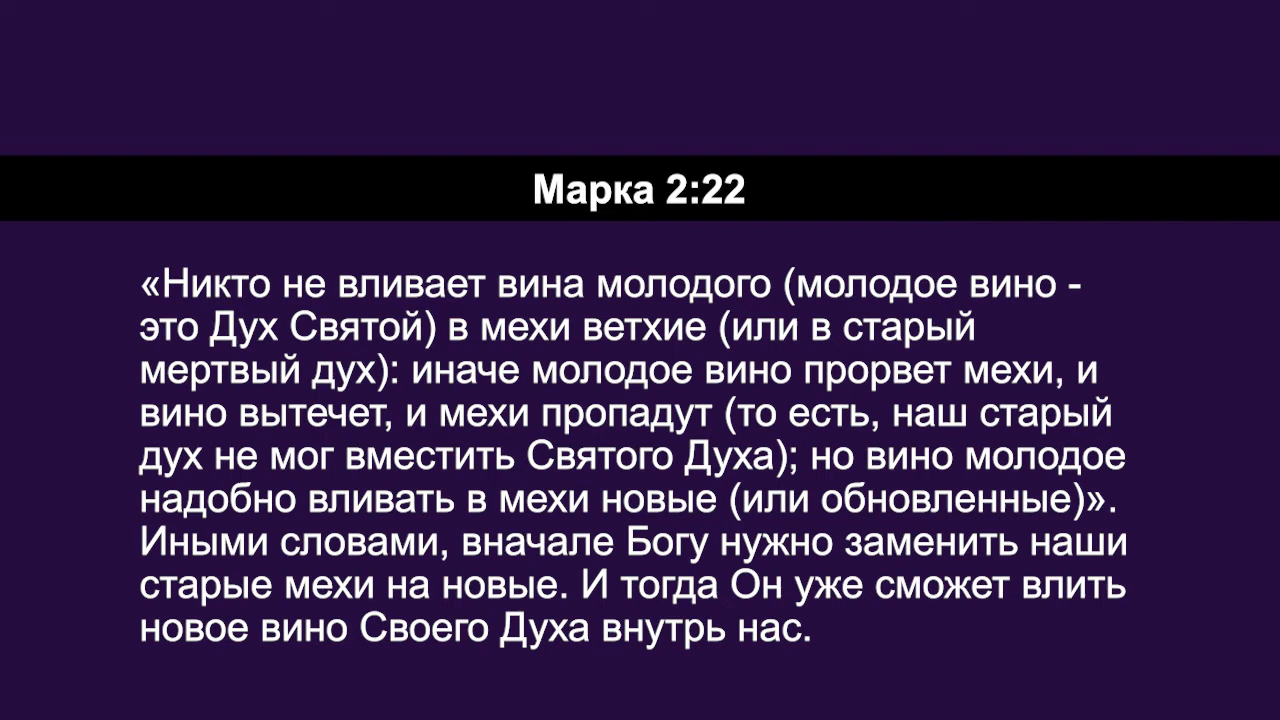 Марка 2:22
«Никто не вливает вина молодого (молодое вино -
это Дух Святой) в мехи ветхие (или в старый
мертвый дух): иначе молодое вино прорвет мехи, и
вино вытечет, и мехи пропадут (то есть, наш старый
дух не мог вместить Святого Духа); но вино молодое
надобно вливать в мехи новые (или обновленные)».
Иными словами, вначале Богу нужно заменить наши
старые мехи на новые. И тогда Он уже сможет влить
новое вино Своего Духа внутрь нас.